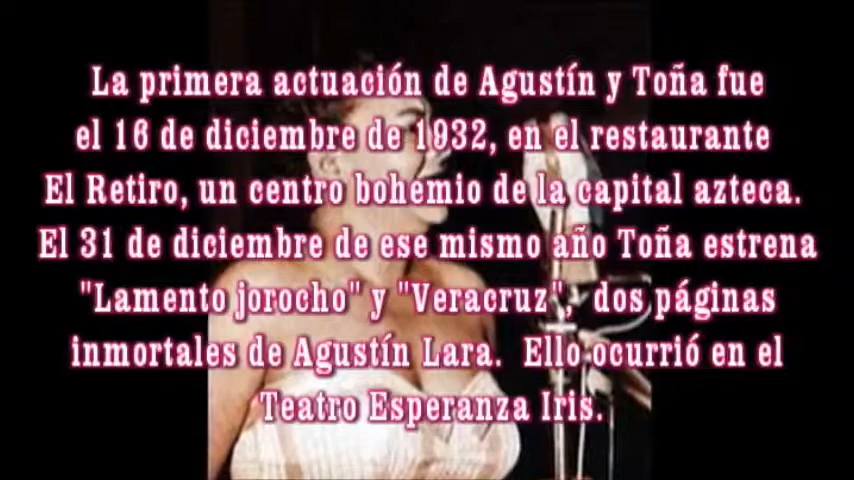 La primera actuación de Agustín y Toña fue
el 16 de diciembre de 1932, en el restaurante
El Retiro, un centro bohemio de la capital azteca.
El 31 de diciembre de ese mismo año Toña estrena
"Lamento jorocho" y "Veracruz", dos páginas
inmortales de Agustín Lara. Ello ocurrió en el
Teatro Esperanza Iris.